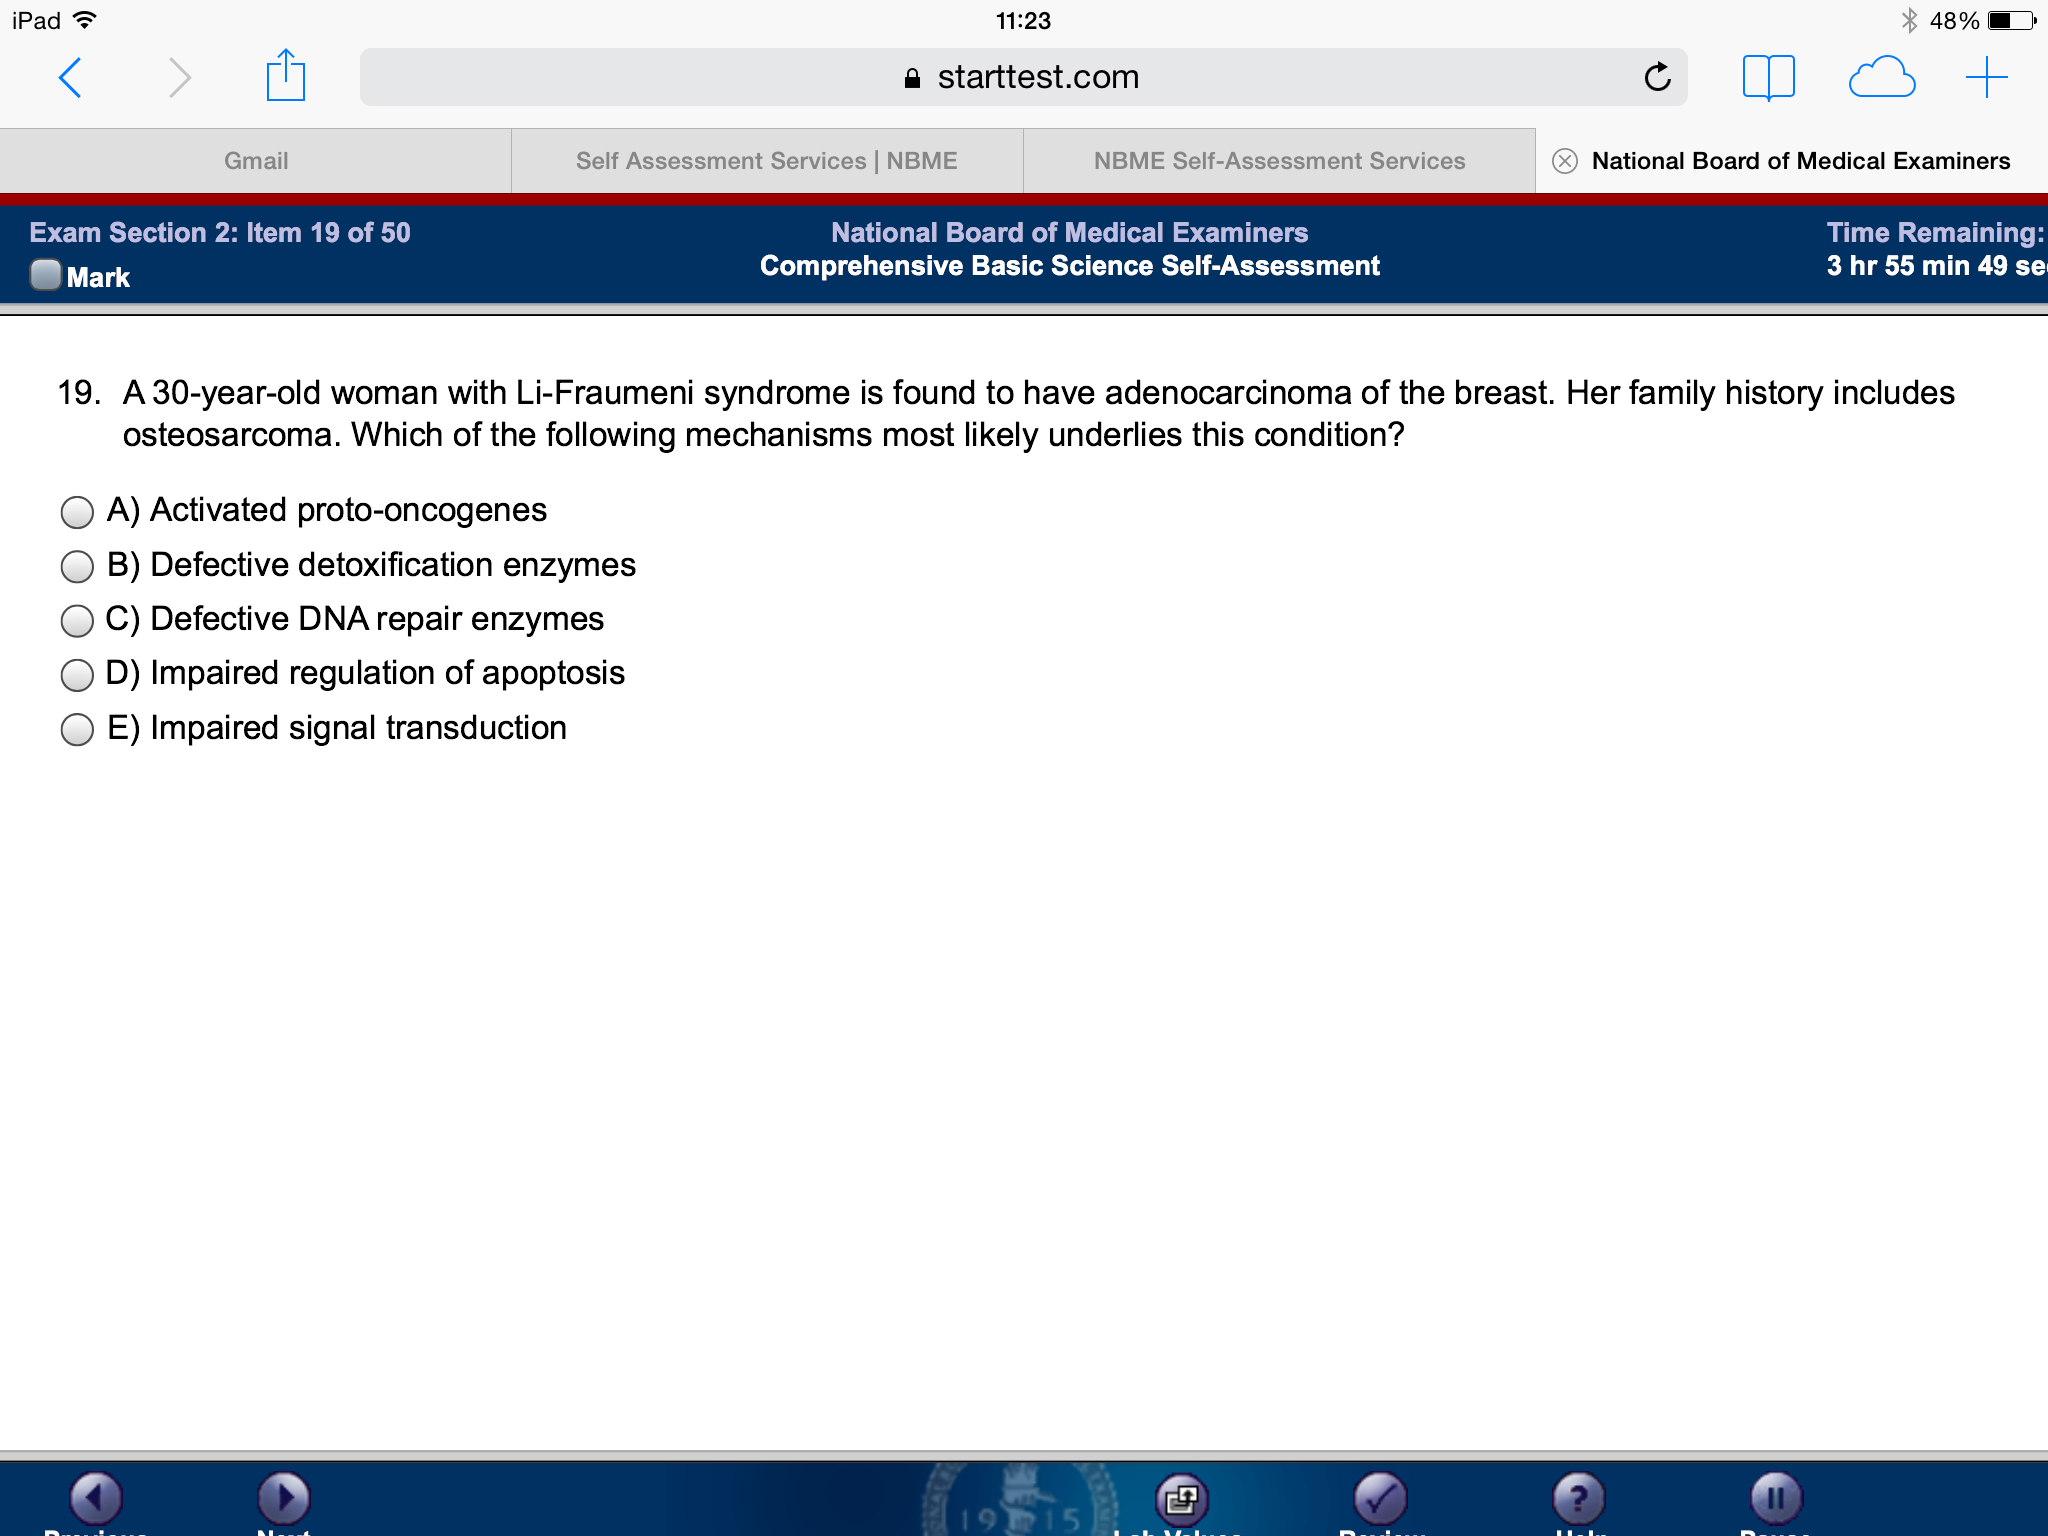 iPad 11:23 48%
starttest.com
Gmail
Self Assessment Services | NBME
NBME Self-Assessment Services
National Board of Medical Examiners
Exam Section 2: Item 19 of 50
National Board of Medical Examiners
Time Remaining:
Mark
Comprehensive Basic Science Self-Assessment
3 hr 55 min 49 se
19. A 30-year-old woman with Li-Fraumeni syndrome is found to have adenocarcinoma of the breast. Her family history includes
osteosarcoma. Which of the following mechanisms most likely underlies this condition?
A) Activated proto-oncogenes
B) Defective detoxification enzymes
C) Defective DNA repair enzymes
D) Impaired regulation of apoptosis
E) Impaired signal transduction
19 15